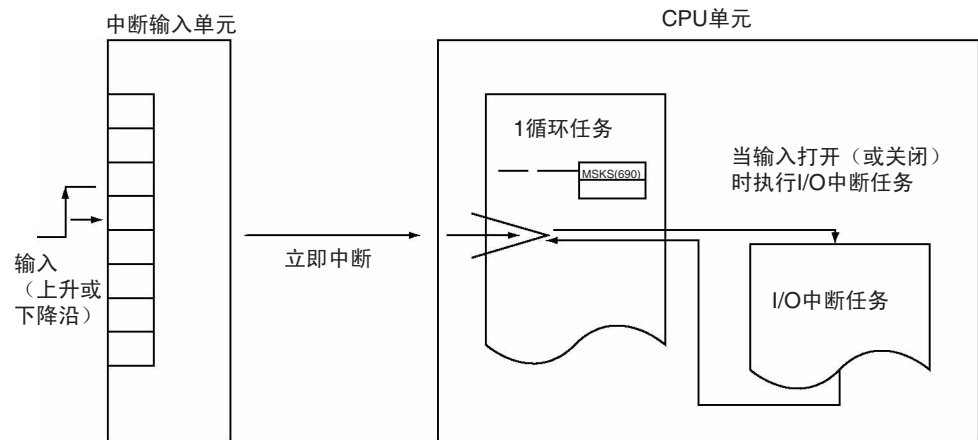 中断输入单元
CPU单元
1循环任务
MSKS(690)
当输入打开（或关闭）
时执行I/O中断任务
输入
（上升或
下降沿）
立即中断
I/O中断任务